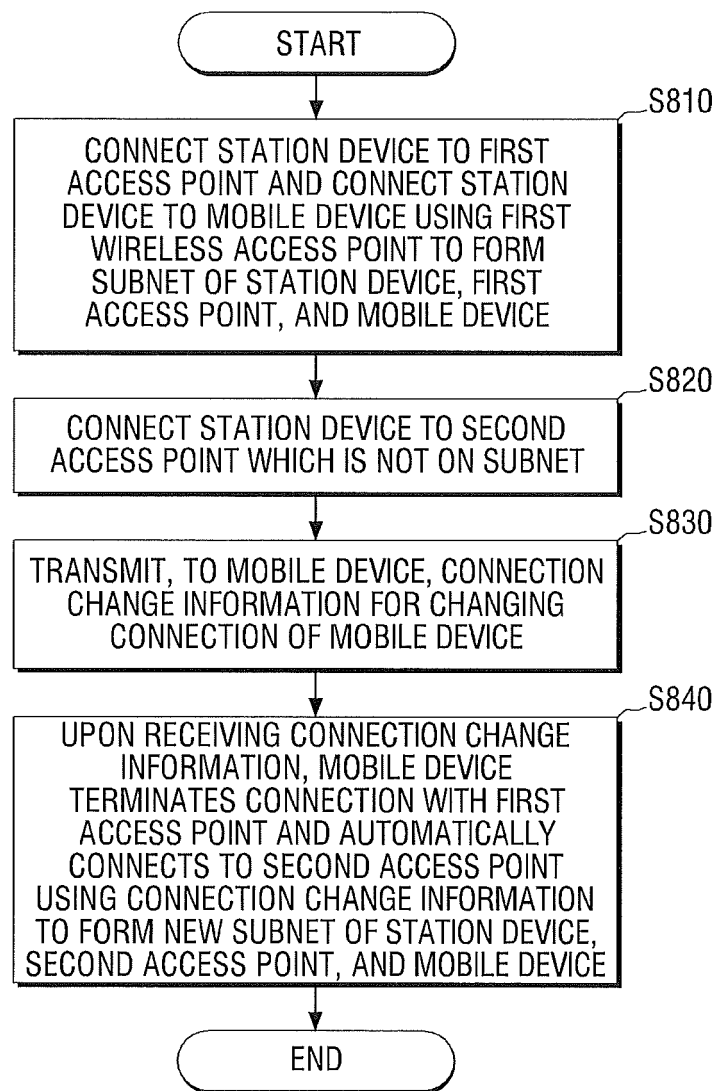 START
S810
CONNECT STATION DEVICE TO FIRST
ACCESS POINT AND CONNECT STATION
DEVICE TO MOBILE DEVICE USING FIRST
WIRELESS ACCESS POINT TO FORM
SUBNET OF STATION DEVICE, FIRST
ACCESS POINT, AND MOBILE DEVICE
S820
CONNECT STATION DEVICE TO SECOND
ACCESS POINT WHICH IS NOT ON SUBNET
S830
TRANSMIT, TO MOBILE DEVICE, CONNECTION
CHANGE INFORMATION FOR CHANGING
CONNECTION OF MOBILE DEVICE
S840
UPON RECEIVING CONNECTION CHANGE
INFORMATION, MOBILE DEVICE
TERMINATES CONNECTION WITH FIRST
ACCESS POINT AND AUTOMATICALLY
CONNECTS TO SECOND ACCESS POINT
USING CONNECTION CHANGE INFORMATION
TO FORM NEW SUBNET OF STATION DEVICE,
SECOND ACCESS POINT, AND MOBILE DEVICE
END